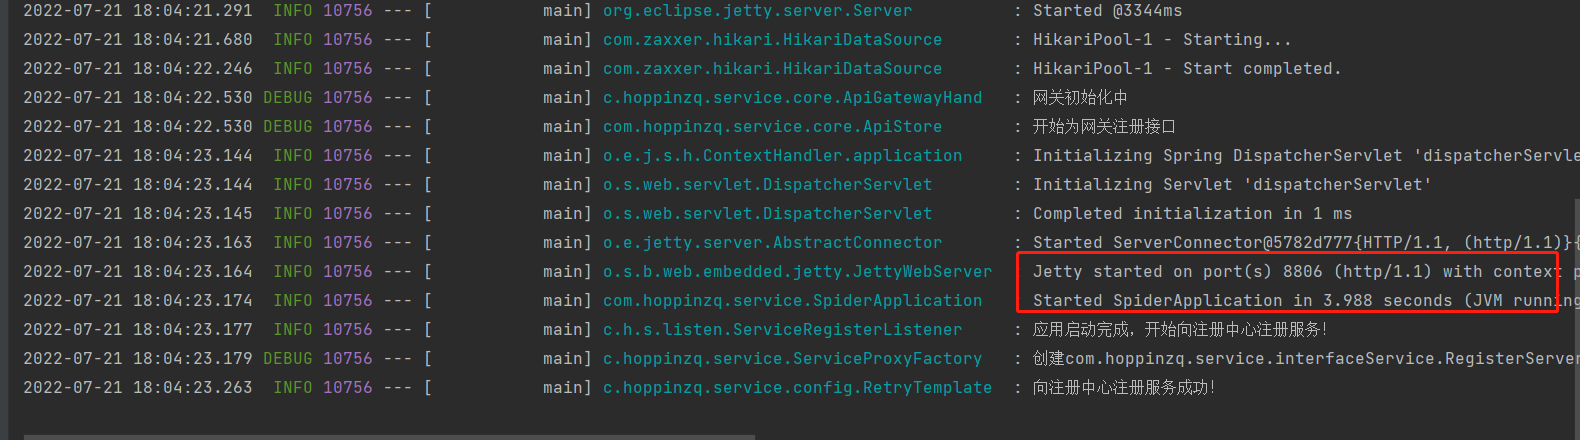 2022-07-21 18:04:21.291  INFO 10756 --- [           main] org.eclipse.jetty.server.Server          : Started @3344ms
2022-07-21 18:04:21.680  INFO 10756 --- [           main] com.zaxxer.hikari.HikariDataSource       : HikariPool-1 - Starting...
2022-07-21 18:04:22.246  INFO 10756 --- [           main] com.zaxxer.hikari.HikariDataSource       : HikariPool-1 - Start completed.
2022-07-21 18:04:22.530 DEBUG 10756 --- [           main] c.hoppinzq.service.core.ApiGatewayHand   : 网关初始化中
2022-07-21 18:04:22.530 DEBUG 10756 --- [           main] com.hoppinzq.service.core.ApiStore       : 开始为网关注册接口
2022-07-21 18:04:23.144  INFO 10756 --- [           main] o.e.j.s.h.ContextHandler.application     : Initializing Spring DispatcherServlet 'dispatcherServle
2022-07-21 18:04:23.144  INFO 10756 --- [           main] o.s.web.servlet.DispatcherServlet        : Initializing Servlet 'dispatcherServlet'
2022-07-21 18:04:23.145  INFO 10756 --- [           main] o.s.web.servlet.DispatcherServlet        : Completed initialization in 1 ms
2022-07-21 18:04:23.163  INFO 10756 --- [           main] o.e.jetty.server.AbstractConnector       : Started ServerConnector@5782d777{HTTP/1.1, (http/1.1)}{
2022-07-21 18:04:23.164  INFO 10756 --- [           main] o.s.b.web.embedded.jetty.JettyWebServer    Jetty started on port(s) 8806 (http/1.1) with context p
2022-07-21 18:04:23.174  INFO 10756 --- [           main] com.hoppinzq.service.SpiderApplication     Started SpiderApplication in 3.988 seconds (JVM running
2022-07-21 18:04:23.177  INFO 10756 --- [           main] c.h.s.listen.ServiceRegisterListener     : 应用启动完成，开始向注册中心注册服务！
2022-07-21 18:04:23.179 DEBUG 10756 --- [           main] c.hoppinzq.service.ServiceProxyFactory   : 创建com.hoppinzq.service.interfaceService.RegisterServer
2022-07-21 18:04:23.263  INFO 10756 --- [           main] c.hoppinzq.service.config.RetryTemplate  : 向注册中心注册服务成功！